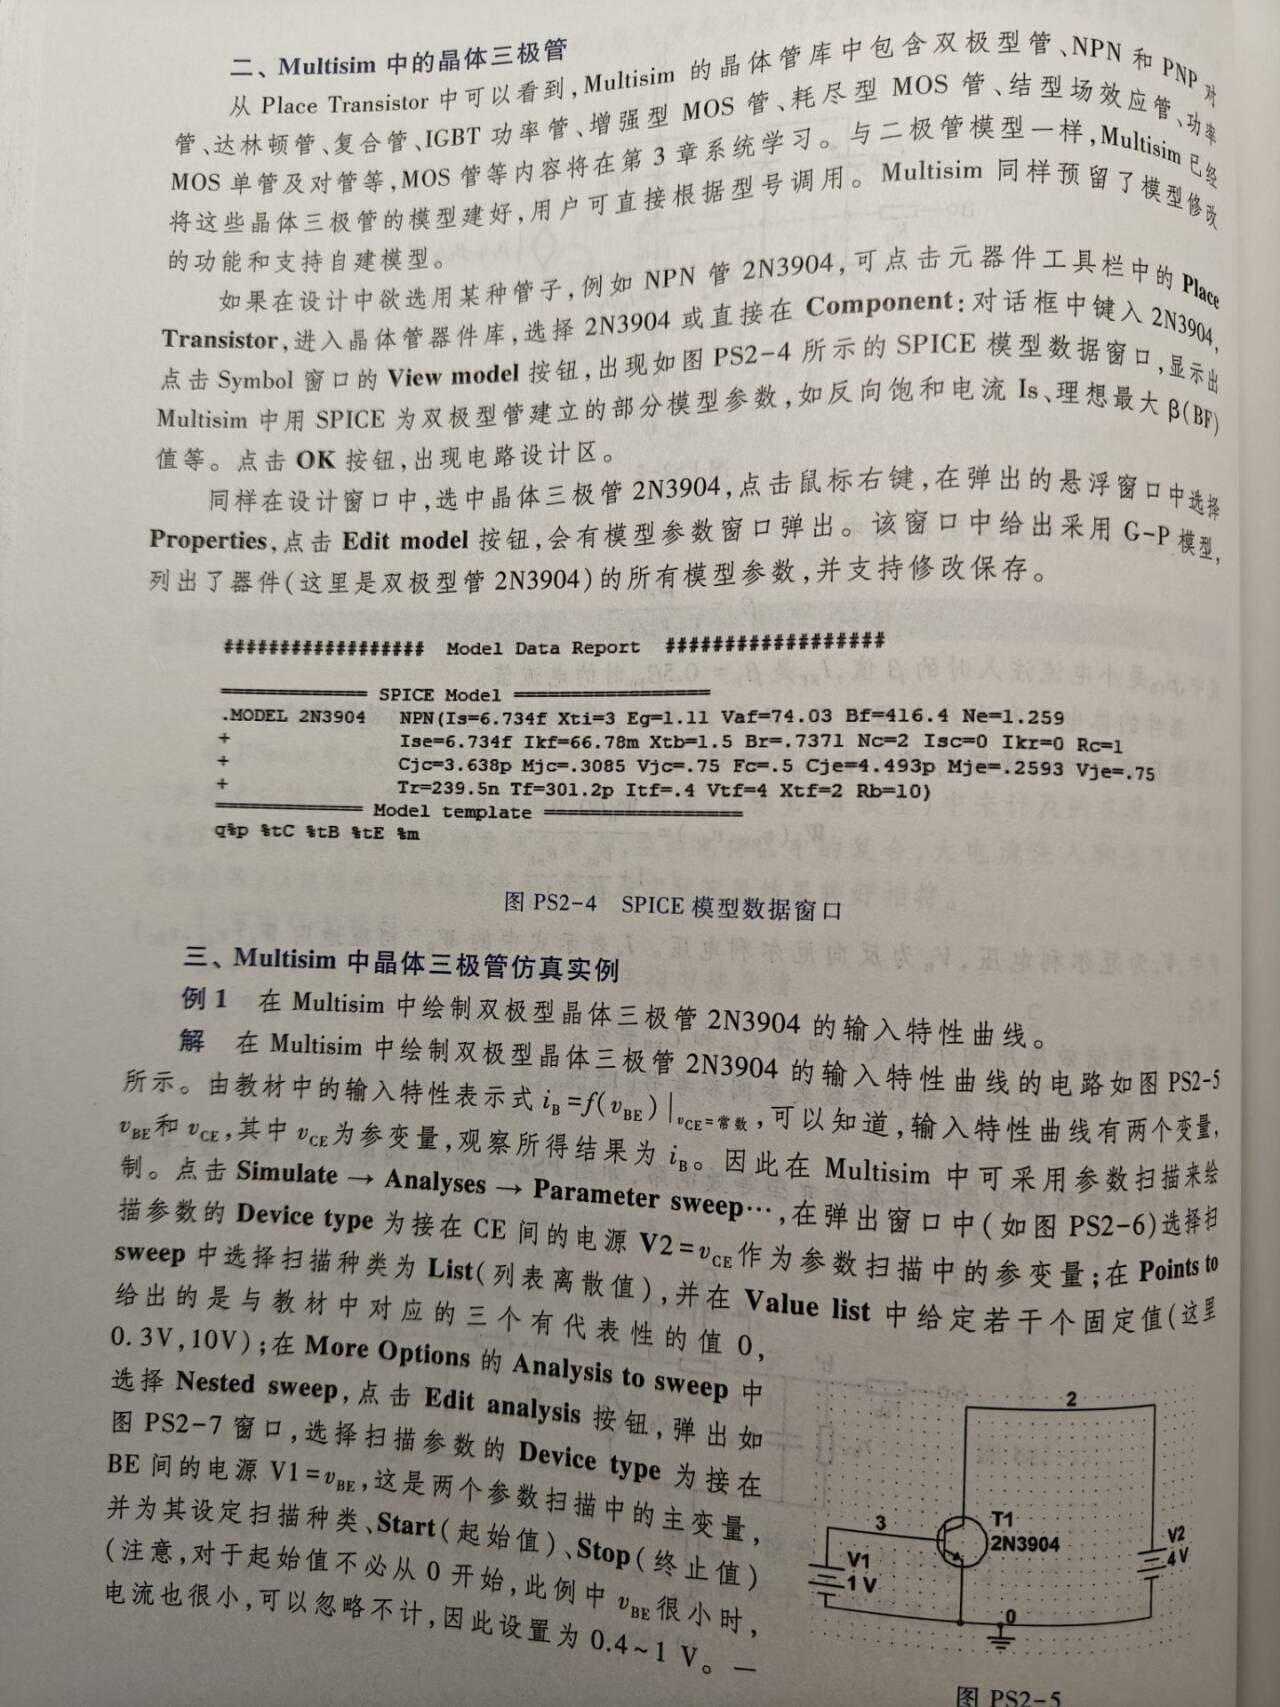 二、Multisim 中的晶体三极管
从 Place Transistor 中可以看到,Multisim 的晶体管库中包含双极型管、NPN 和 PNP 对
管、达林顿管、复合管、IGBT 功率管、增强型 MOS 管、耗尽型 MOS 管、结型场效应管、功率
MOS 单管及对管等,MOS 管等内容将在第 3 章系统学习。与二极管模型一样,Multisim 已经
将这些晶体三极管的模型建好,用户可直接根据型号调用。Multisim 同样预留了模型修改
的功能和支持自建模型。
如果在设计中欲选用某种管子,例如 NPN 管 2N3904,可点击元器件工具栏中的 Place
Transistor,进入晶体管器件库,选择 2N3904 或直接在 Component:对话框中键入 2N3904,
点击 Symbol 窗口的 View model 按钮,出现如图 PS2-4 所示的 SPICE 模型数据窗口,显示出
Multisim 中用 SPICE 为双极型管建立的部分模型参数,如反向饱和电流 Is、理想最大 β(BF)
值等。点击 OK 按钮,出现电路设计区。
同样在设计窗口中,选中晶体三极管 2N3904,点击鼠标右键,在弹出的悬浮窗口中选择
Properties,点击 Edit model 按钮,会有模型参数窗口弹出。该窗口中给出采用 G-P 模型,
列出了器件(这里是双极型管 2N3904)的所有模型参数,并支持修改保存。
################## Model Data Report ###################
============= SPICE Model =================
.MODEL 2N3904 NPN(Is=6.734f Xti=3 Eg=1.11 Vaf=74.03 Bf=416.4 Ne=1.259
+ Ise=6.734f Ikf=66.78m Xtb=1.5 Br=.7371 Nc=2 Isc=0 Ikr=0 Rc=1
+ Cjc=3.638p Mjc=.3085 Vjc=.75 Fc=.5 Cje=4.493p Mje=.2593 Vje=.75
+ Tr=239.5n Tf=301.2p Itf=.4 Vtf=4 Xtf=2 Rb=10)
============= Model template =================
q%p %tC %tB %tE %m
图 PS2-4 SPICE 模型数据窗口
三、Multisim 中晶体三极管仿真实例
例 1 在 Multisim 中绘制双极型晶体三极管 2N3904 的输入特性曲线。
解 在 Multisim 中绘制双极型晶体三极管 2N3904 的输入特性曲线的电路如图 PS2-5
所示。由教材中的输入特性表示式 iB=f(vBE)|vCE=常数,可以知道,输入特性曲线有两个变量,
vBE和 vCE,其中 vCE为参变量,观察所得结果为 iB。因此在 Multisim 中可采用参数扫描来绘
制。点击 Simulate → Analyses → Parameter sweep…,在弹出窗口中(如图 PS2-6)选择扫
描参数的 Device type 为接在 CE 间的电源 V2=vCE作为参数扫描中的参变量;在 Points to
sweep 中选择扫描种类为 List(列表离散值),并在 Value list 中给定若干个固定值(这里
给出的是与教材中对应的三个有代表性的值 0,
0.3V,10V);在 More Options 的 Analysis to sweep 中
选择 Nested sweep,点击 Edit analysis 按钮,弹出如
图 PS2-7 窗口,选择扫描参数的 Device type 为接在
BE 间的电源 V1=vBE,这是两个参数扫描中的主变量,
并为其设定扫描种类、Start(起始值)、Stop(终止值)
(注意,对于起始值不必从 0 开始,此例中 vBE很小时,
电流也很小,可以忽略不计,因此设置为 0.4~1 V。一
2
3
T1
2N3904
V1
1 V
V2
4 V
0
图 PS2-5